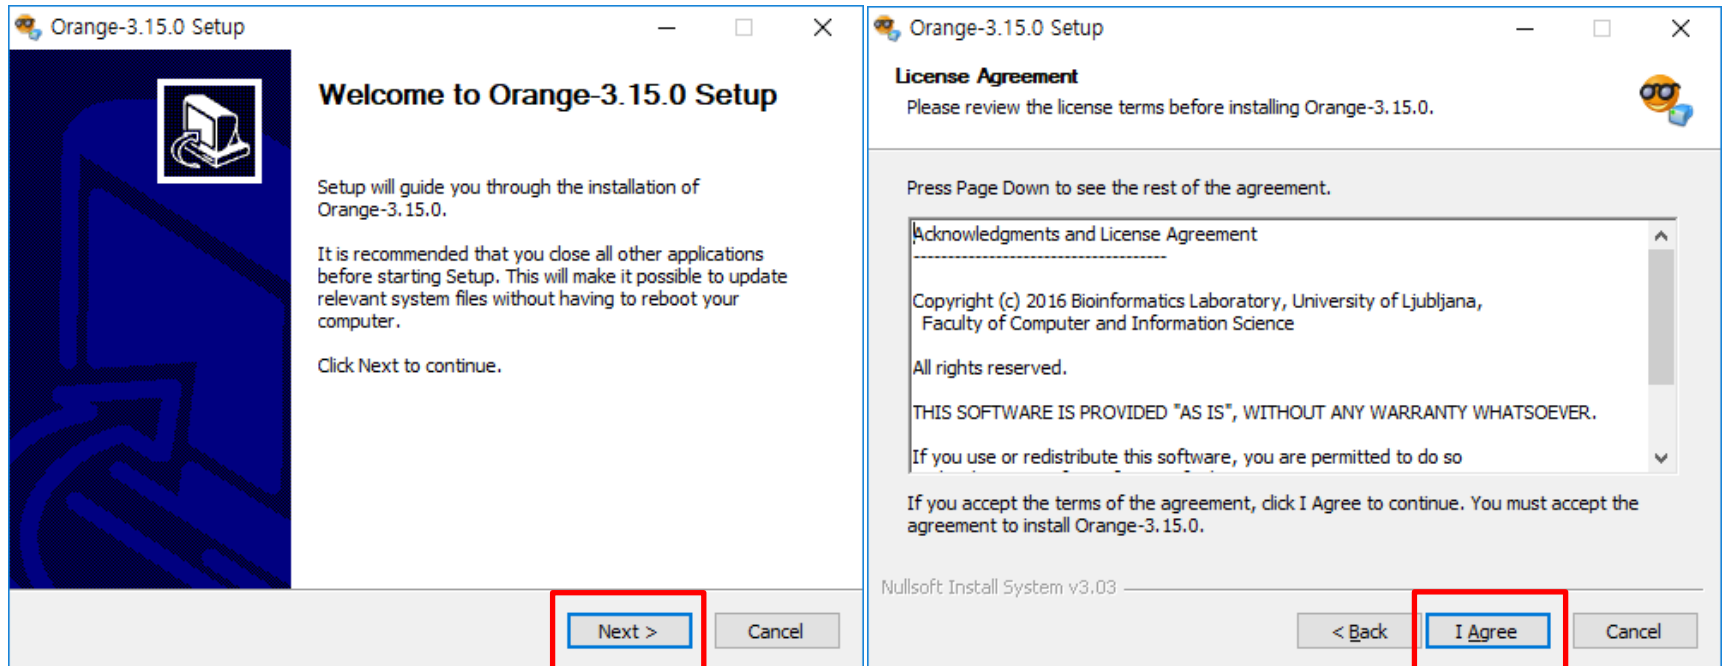 Orange-3.15.0 Setup
Welcome to Orange-3.15.0 Setup
Setup will guide you through the installation of
Orange-3.15.0.
It is recommended that you close all other applications
before starting Setup. This will make it possible to update
relevant system files without having to reboot your
computer.
Click Next to continue.
Next >
Cancel
Orange-3.15.0 Setup
License Agreement
Please review the license terms before installing Orange-3.15.0.
Press Page Down to see the rest of the agreement.
Acknowledgments and License Agreement
-------------------------------------
Copyright (c) 2016 Bioinformatics Laboratory, University of Ljubljana,
Faculty of Computer and Information Science
All rights reserved.
THIS SOFTWARE IS PROVIDED "AS IS", WITHOUT ANY WARRANTY WHATSOEVER.
If you use or redistribute this software, you are permitted to do so
If you accept the terms of the agreement, click I Agree to continue. You must accept the
agreement to install Orange-3.15.0.
Nullsoft Install System v3.03
< Back
I Agree
Cancel